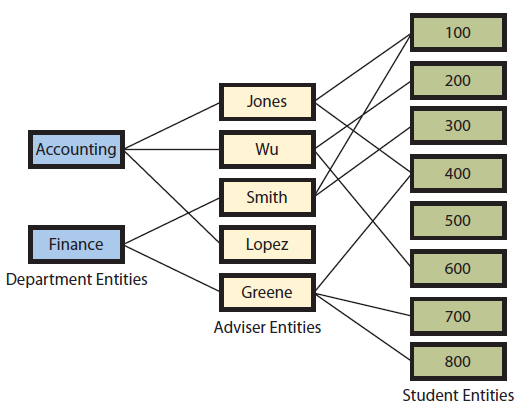 Accounting
Finance
Department Entities
Jones
Wu
Smith
Lopez
Greene
Adviser Entities
100
200
300
400
500
600
700
800
Student Entities